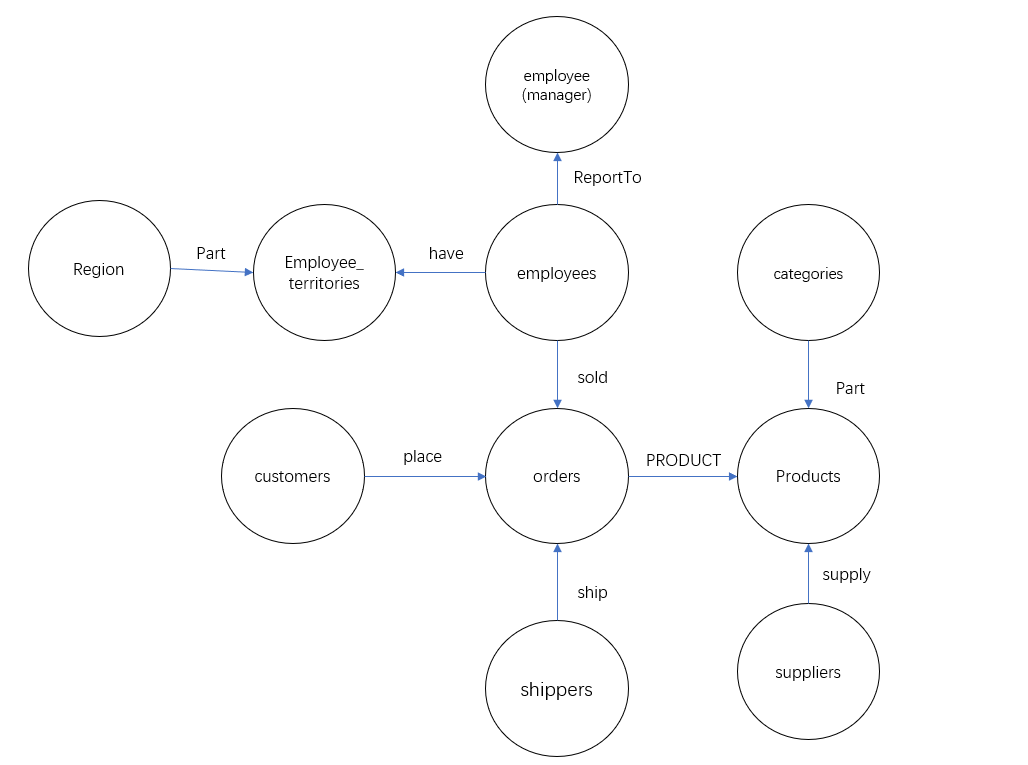 employee
(manager)
ReportTo
Region
Part
Employee_
territories
have
employees
categories
sold
Part
customers
place
orders
PRODUCT
Products
ship
supply
shippers
suppliers